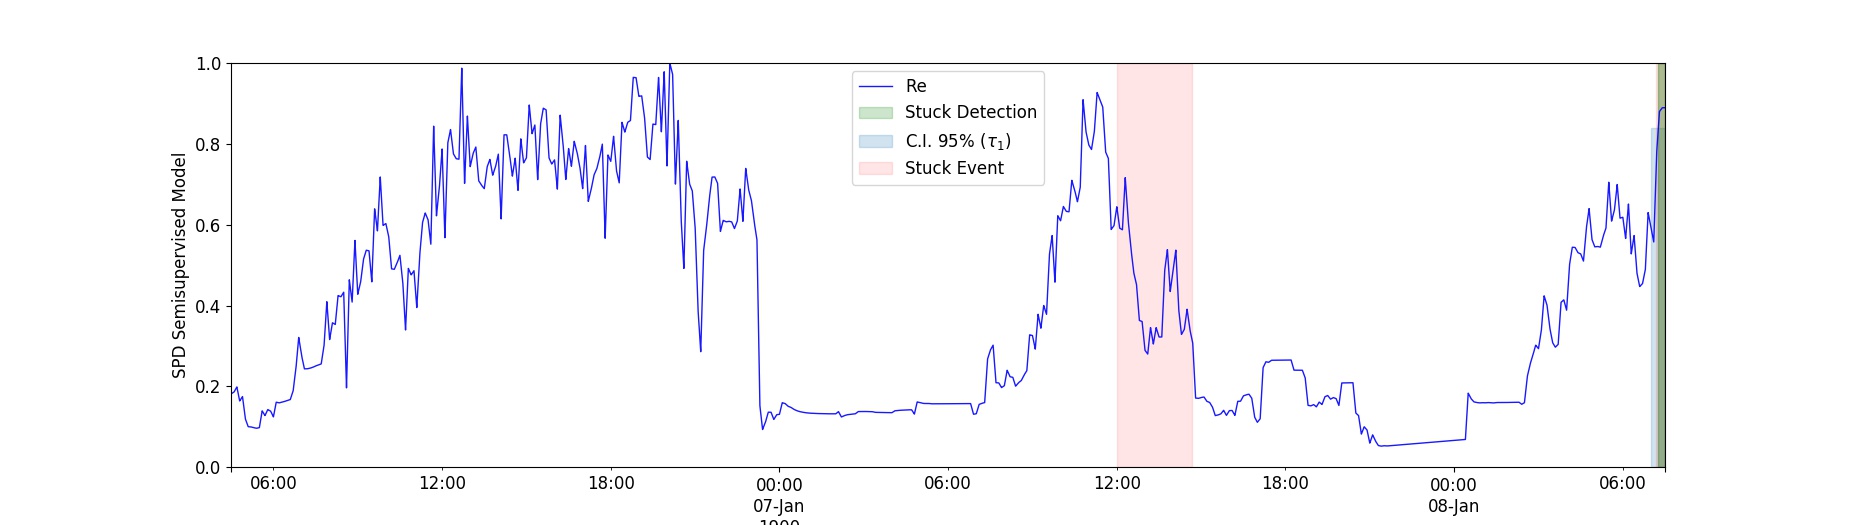 1.0
0.8
0.6
0.4
0.2
0.0
SPD Semisupervised Model
Re
Stuck Detection
C.I. 95% (τ₁)
Stuck Event
06:00 12:00 18:00 00:00 06:00 12:00 18:00 00:00 06:00
07-Jan 08-Jan
1900